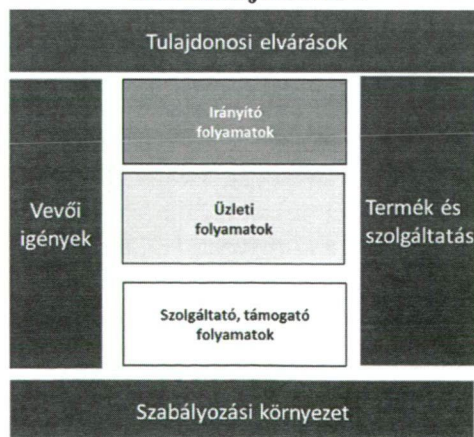 Tulajdonosi elvárások
Irányító
folyamatok
Vevői
igények
Üzleti
folyamatok
Termék és
szolgáltatás
Szolgáltató, támogató
folyamatok
Szabályozási környezet